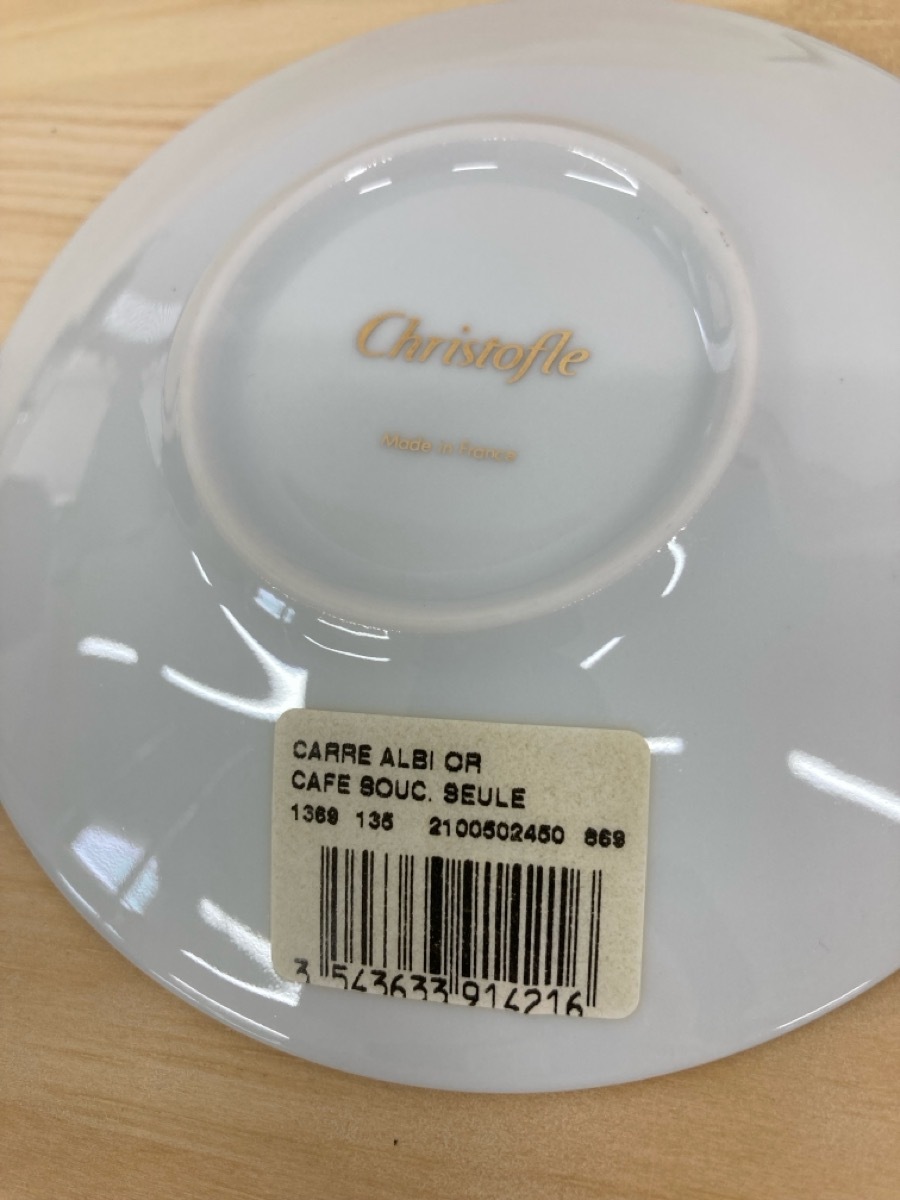 Christofle
Made in France
CARRE ALBI OR
CAFE SOUC. SEULE
1369 135 2100502450 869
3 543633 914216